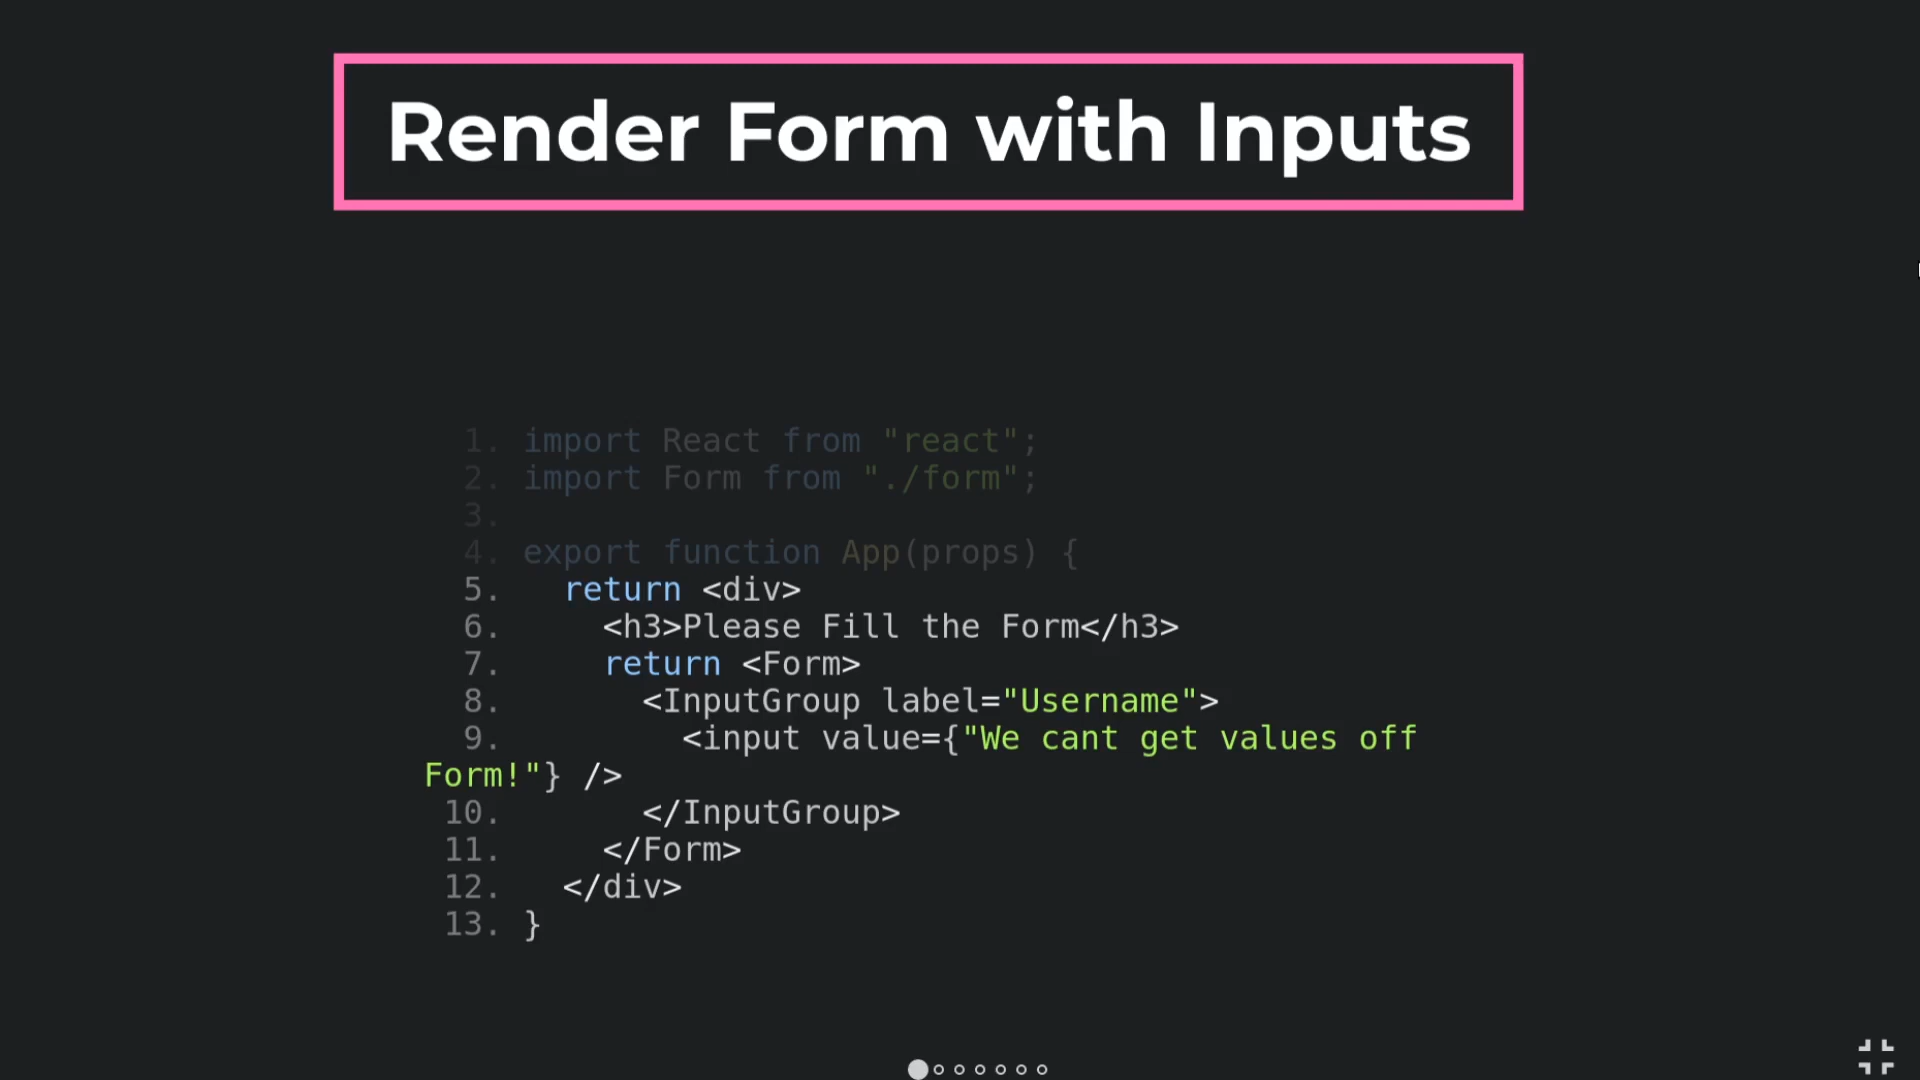 Render Form with Inputs
1. import React from "react";
2. import Form from "./form";
3.
4. export function App(props) {
5.   return <div>
6.     <h3>Please Fill the Form</h3>
7.     return <Form>
8.       <InputGroup label="Username">
9.         <input value={"We cant get values off
Form!"} />
10.       </InputGroup>
11.     </Form>
12.   </div>
13. }